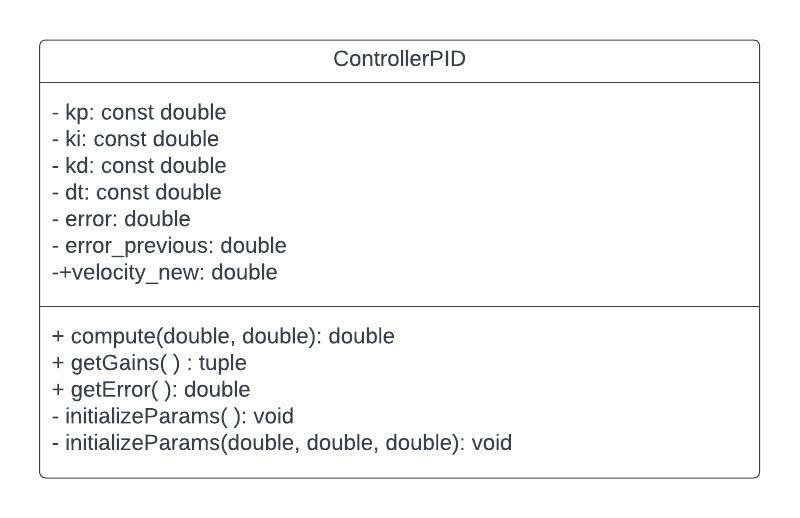 ControllerPID
- kp: const double
- ki: const double
- kd: const double
- dt: const double
- error: double
- error_previous: double
-+velocity_new: double
+ compute(double, double): double
+ getGains( ) : tuple
+ getError( ): double
- initializeParams( ): void
- initializeParams(double, double, double): void